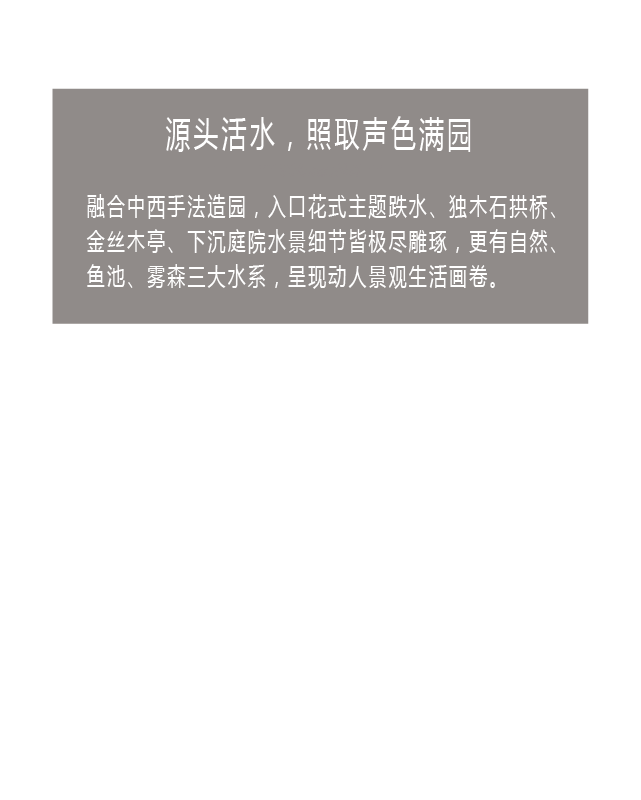 源头活水，照取声色满园
融合中西手法造园，入口花式主题跌水、独木石拱桥、
金丝木亭、下沉庭院水景细节皆极尽雕琢，更有自然、
鱼池、雾森三大水系，呈现动人景观生活画卷。